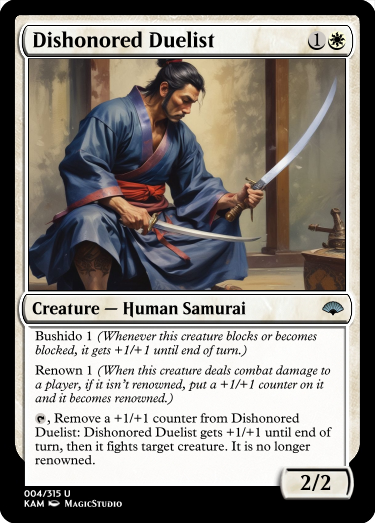 Dishonored Duelist 1
Creature — Human Samurai
Bushido 1 (Whenever this creature blocks or becomes
blocked, it gets +1/+1 until end of turn.)
Renown 1 (When this creature deals combat damage to
a player, if it isn't renowned, put a +1/+1 counter on it
and it becomes renowned.)
, Remove a +1/+1 counter from Dishonored
Duelist: Dishonored Duelist gets +1/+1 until end of
turn, then it fights target creature. It is no longer
renowned.
2/2
004/315 U
KAM MagicStudio